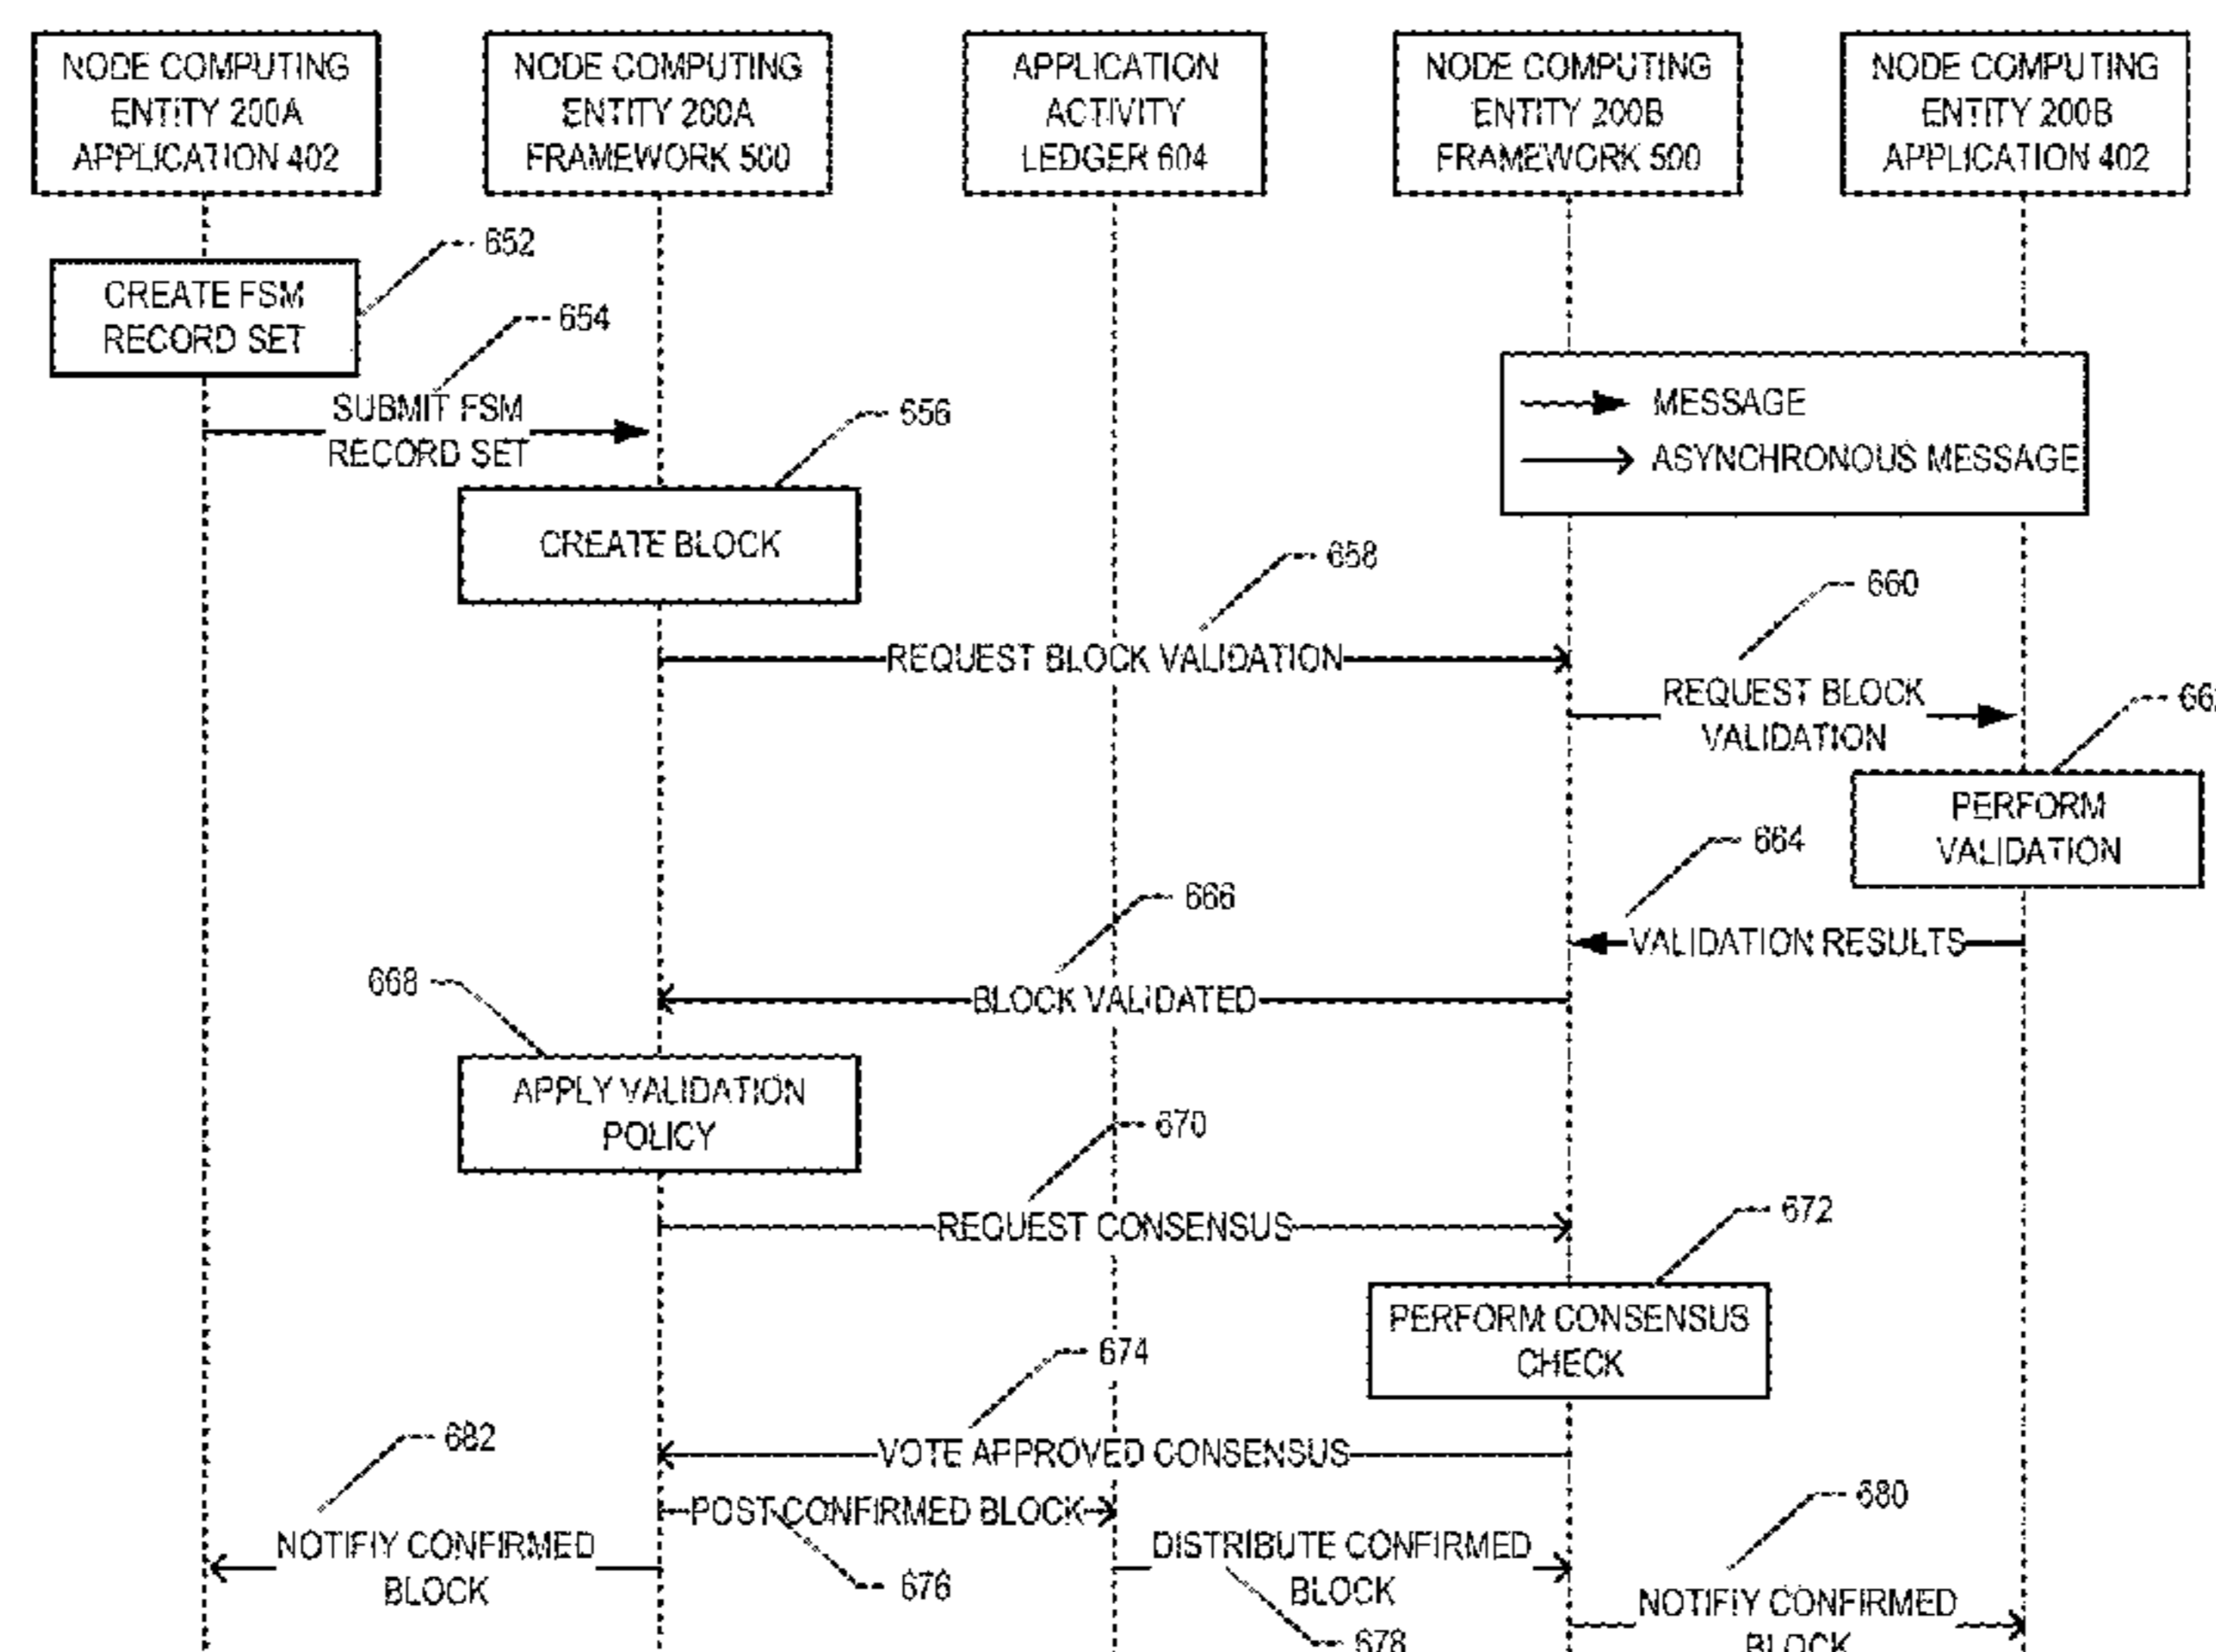 NODE COMPUTING
ENTITY 200A
APPLICATION 402
NODE COMPUTING
ENTITY 200A
FRAMEWORK 500
APPLICATION
ACTIVITY
LEDGER 604
NODE COMPUTING
ENTITY 200B
FRAMEWORK 500
NODE COMPUTING
ENTITY 200B
APPLICATION 402
652
CREATE FSM
RECORD SET
654
SUBMIT FSM
RECORD SET
MESSAGE
ASYNCHRONOUS MESSAGE
656
CREATE BLOCK
658
REQUEST BLOCK VALIDATION
660
REQUEST BLOCK
VALIDATION
PERFORM
VALIDATION
664
VALIDATION RESULTS
666
BLOCK VALIDATED
668
APPLY VALIDATION
POLICY
670
REQUEST CONSENSUS
672
PERFORM CONSENSUS
CHECK
674
VOTE APPROVED CONSENSUS
682
POST CONFIRMED BLOCK
676
NOTIFIY CONFIRMED
BLOCK
DISTRIBUTE CONFIRMED
BLOCK
678
680
NOTIFIY CONFIRMED
BLOCK